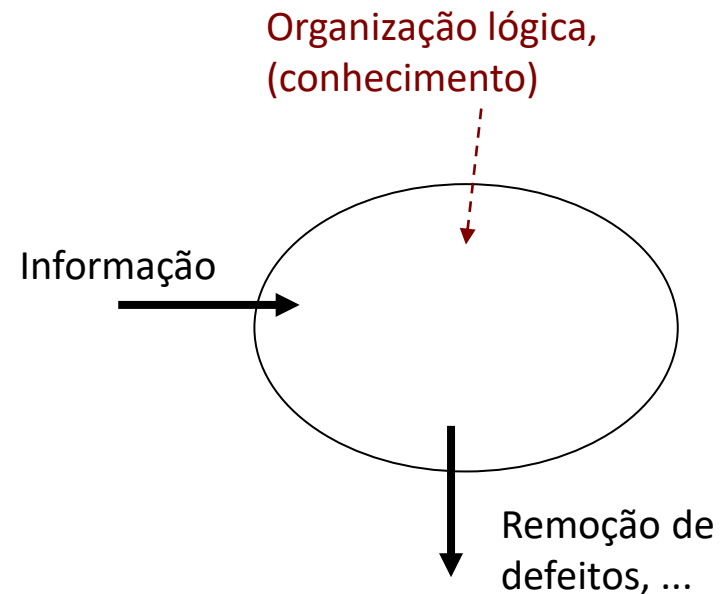 Organização lógica,
(conhecimento)
Informação
Remoção de
defeitos, ...